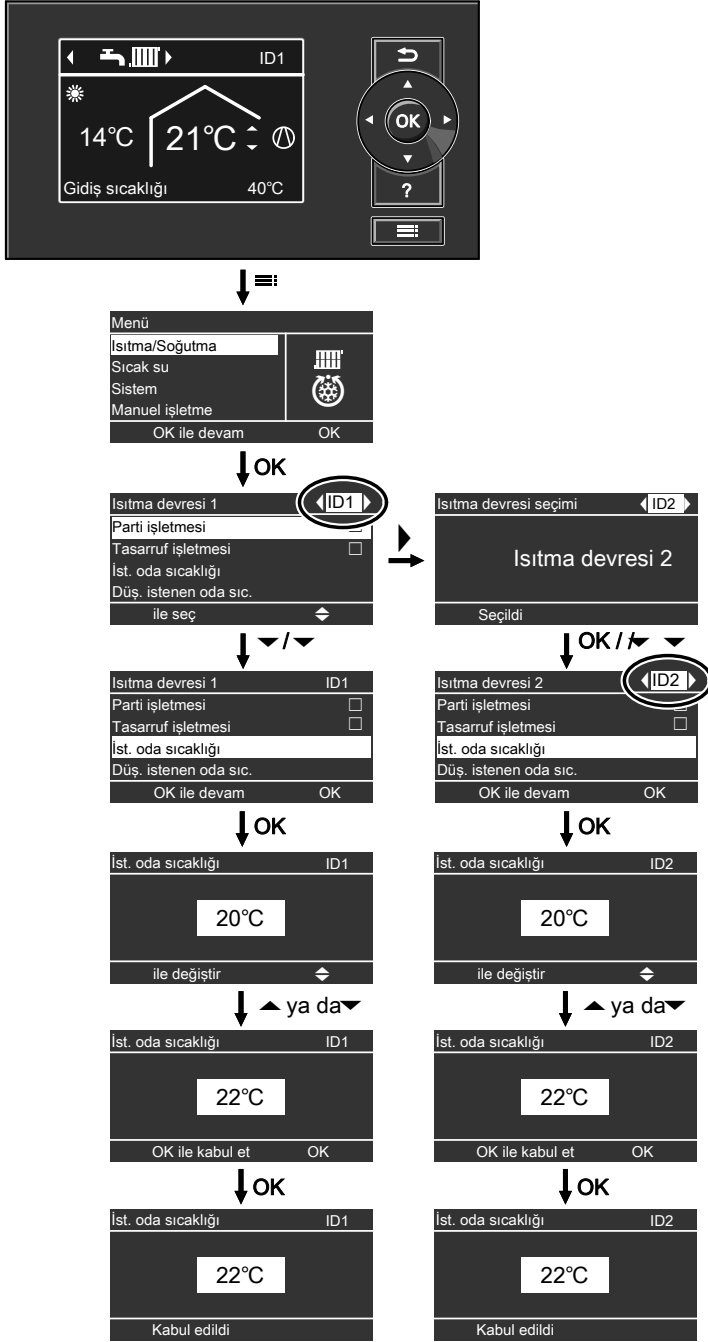 ID1
14°C 21°C
Gidiş sıcaklığı 40°C
OK
?
Menü
Isıtma/Soğutma
Sıcak su
Sistem
Manuel işletme
OK ile devam OK
OK
Isıtma devresi 1 ID1
Parti işletmesi
Tasarruf işletmesi
İst. oda sıcaklığı
Düş. istenen oda sıc.
ile seç
Isıtma devresi seçimi ID2
Isıtma devresi 2
Seçildi
/
OK / /
Isıtma devresi 1 ID1
Parti işletmesi
Tasarruf işletmesi
İst. oda sıcaklığı
Düş. istenen oda sıc.
OK ile devam OK
Isıtma devresi 2 ID2
Parti işletmesi
Tasarruf işletmesi
İst. oda sıcaklığı
Düş. istenen oda sıc.
OK ile devam OK
OK
OK
İst. oda sıcaklığı ID1
20°C
ile değiştir
İst. oda sıcaklığı ID2
20°C
ile değiştir
ya da
ya da
İst. oda sıcaklığı ID1
22°C
OK ile kabul et OK
İst. oda sıcaklığı ID2
22°C
OK ile kabul et OK
OK
OK
İst. oda sıcaklığı ID1
22°C
Kabul edildi
İst. oda sıcaklığı ID2
22°C
Kabul edildi